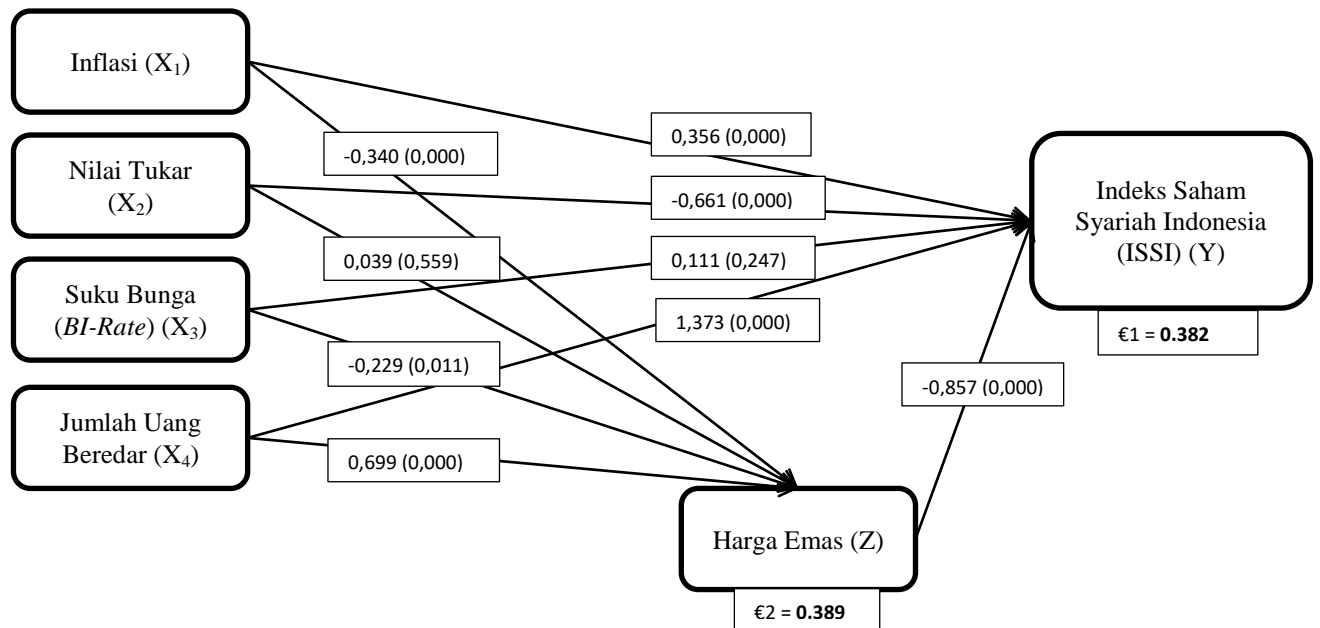 Inflasi (X₁)
Nilai Tukar
(X₂)
Suku Bunga
(BI-Rate) (X₃)
Jumlah Uang
Beredar (X₄)
-0,340 (0,000)
0,039 (0,559)
-0,229 (0,011)
0,699 (0,000)
0,356 (0,000)
-0,661 (0,000)
0,111 (0,247)
1,373 (0,000)
-0,857 (0,000)
Indeks Saham
Syariah Indonesia
(ISSI) (Y)
€1 = 0.382
Harga Emas (Z)
€2 = 0.389